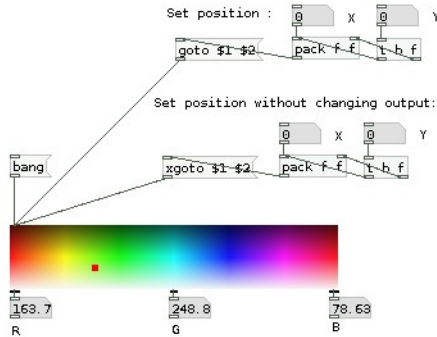 Set position :
0 X 0 Y
goto $1 $2 pack f f t b f
Set position without changing output:
0 X 0 Y
bang xgoto $1 $2 pack f f t b f
163.7 248.8 78.63
R G B